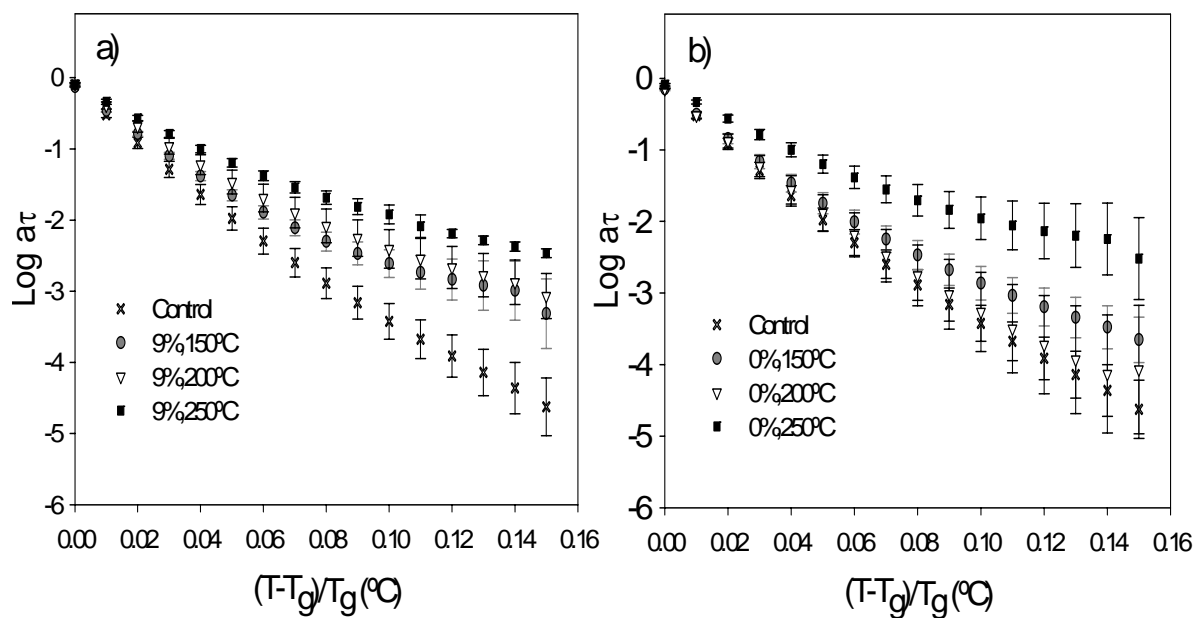 a)
0
-1
-2
-3
-4
-5
-6
Log aτ
Control
9%,150ºC
9%,200ºC
9%,250ºC
0.00 0.02 0.04 0.06 0.08 0.10 0.12 0.14 0.16
(T-Tg)/Tg (ºC)
b)
0
-1
-2
-3
-4
-5
-6
Log aτ
Control
0%,150ºC
0%,200ºC
0%,250ºC
0.00 0.02 0.04 0.06 0.08 0.10 0.12 0.14 0.16
(T-Tg)/Tg (ºC)